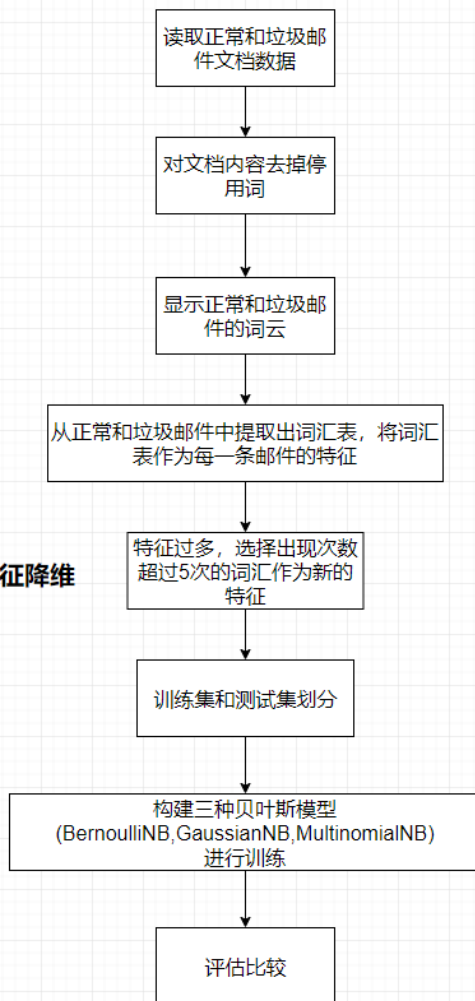 读取正常和垃圾邮
件文档数据
对文档内容去掉停
用词
显示正常和垃圾邮
件的词云
从正常和垃圾邮件中提取出词汇表，将词汇
表作为每一条邮件的特征
征降维
特征过多，选择出现次数
超过5次的词汇作为新的
特征
训练集和测试集划分
构建三种贝叶斯模型
(BernoulliNB,GaussianNB,MultinomialNB)
进行训练
评估比较